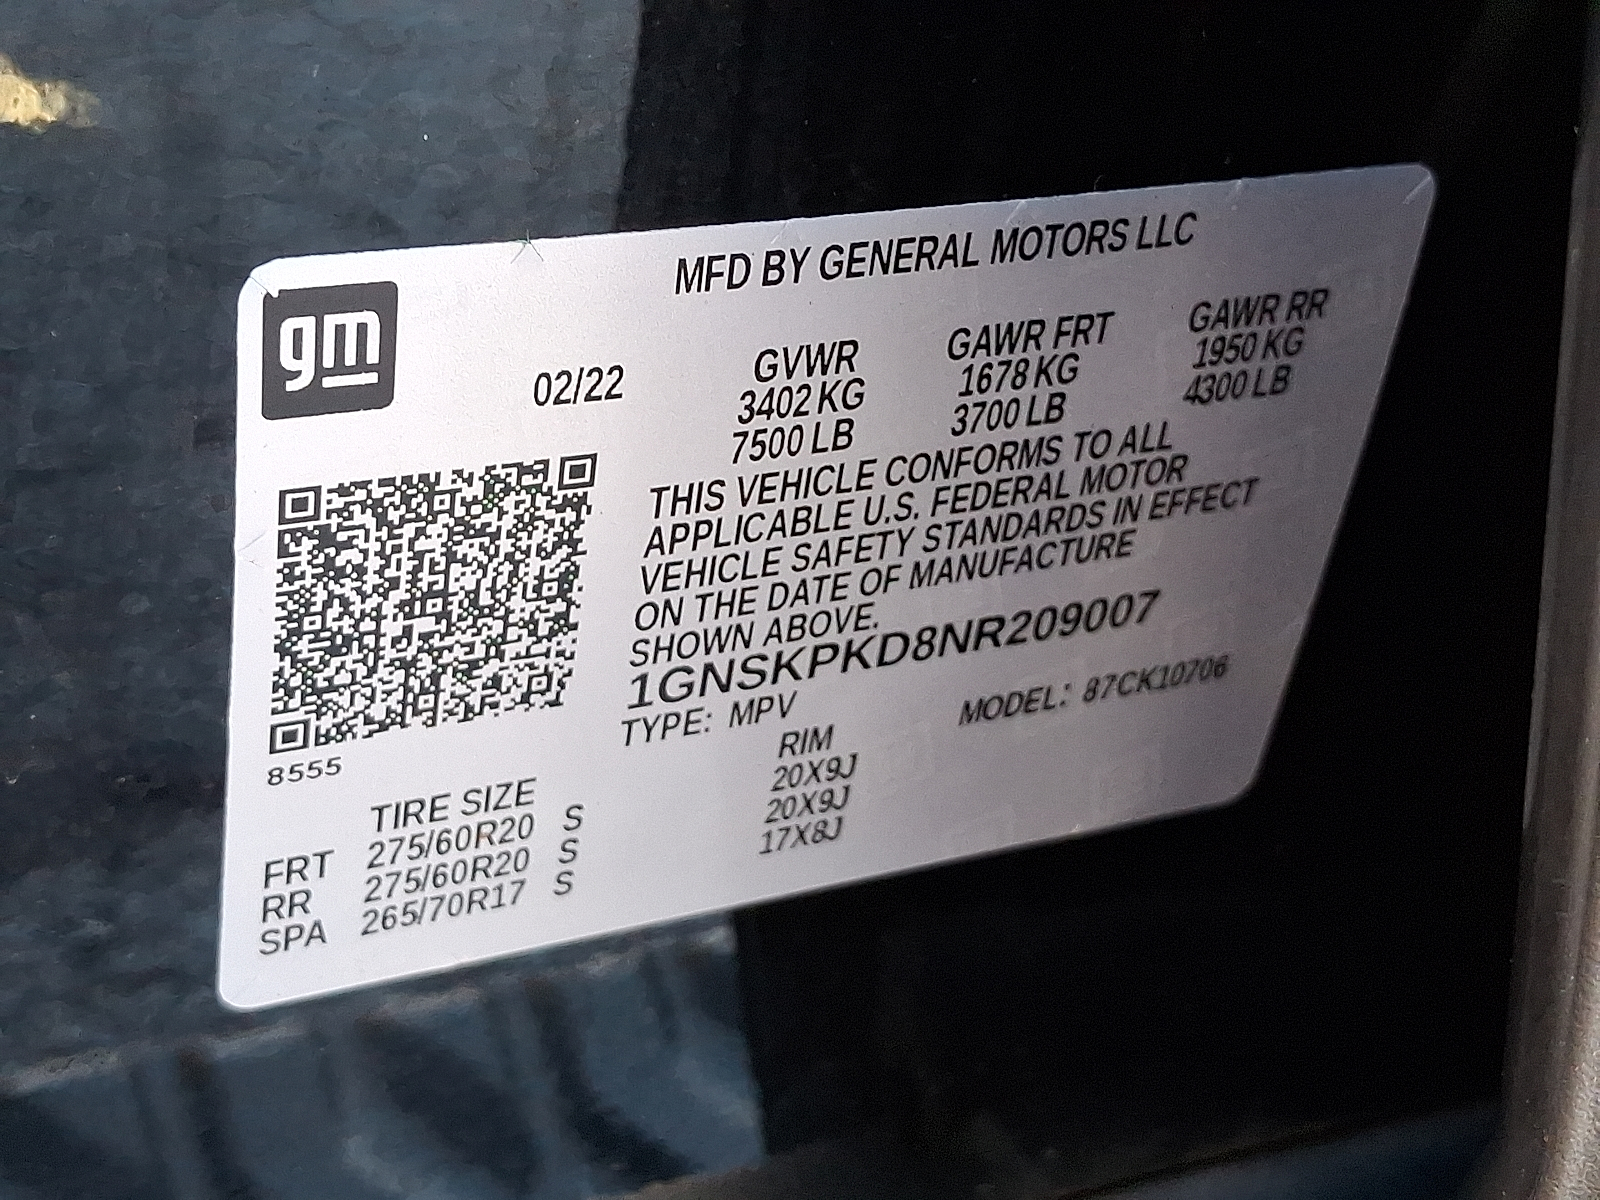 MFD BY GENERAL MOTORS LLC
gm
02/22
GVWR
3402 KG
7500 LB
GAWR FRT
1678 KG
3700 LB
GAWR RR
1950 KG
4300 LB
THIS VEHICLE CONFORMS TO ALL
APPLICABLE U.S. FEDERAL MOTOR
VEHICLE SAFETY STANDARDS IN EFFECT
ON THE DATE OF MANUFACTURE
SHOWN ABOVE.
1GNSKPKD8NR209007
TYPE: MPV MODEL: 87CK10706
8555
TIRE SIZE RIM
FRT 275/60R20 S 20X9J
RR 275/60R20 S 20X9J
SPA 265/70R17 S 17X8J